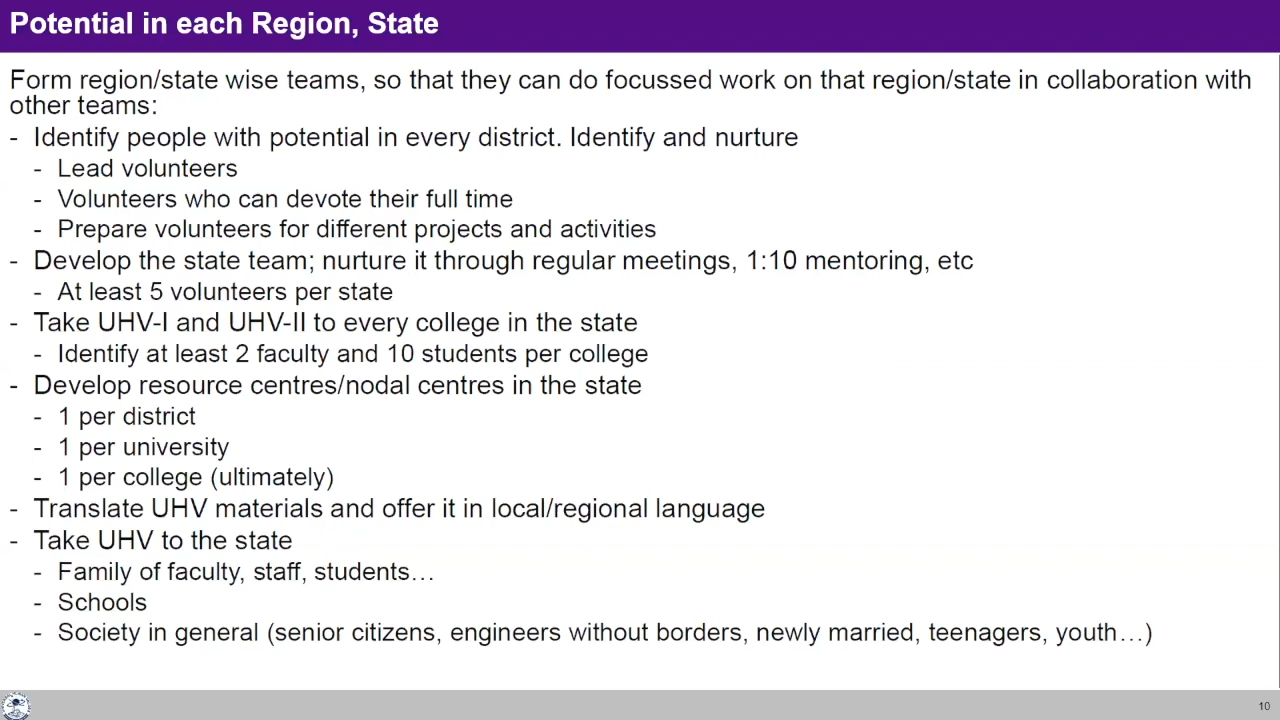 Potential in each Region, State
Form region/state wise teams, so that they can do focussed work on that region/state in collaboration with
other teams:
- Identify people with potential in every district. Identify and nurture
- Lead volunteers
- Volunteers who can devote their full time
- Prepare volunteers for different projects and activities
- Develop the state team; nurture it through regular meetings, 1:10 mentoring, etc
- At least 5 volunteers per state
- Take UHV-I and UHV-II to every college in the state
- Identify at least 2 faculty and 10 students per college
- Develop resource centres/nodal centres in the state
- 1 per district
- 1 per university
- 1 per college (ultimately)
- Translate UHV materials and offer it in local/regional language
- Take UHV to the state
- Family of faculty, staff, students…
- Schools
- Society in general (senior citizens, engineers without borders, newly married, teenagers, youth…)
10